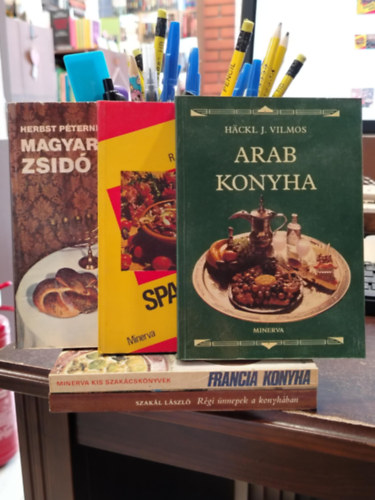 HERBST PÉTERNÉ
MAGYAR
ZSIDÓ
Minerva
HÄCKL J. VILMOS
ARAB
KONYHA
MINERVA
MINERVA KIS SZAKÁCSKÖNYVEK
FRANCIA KONYHA
SZAKÁL LÁSZLÓ Régi ünnepek a konyhában